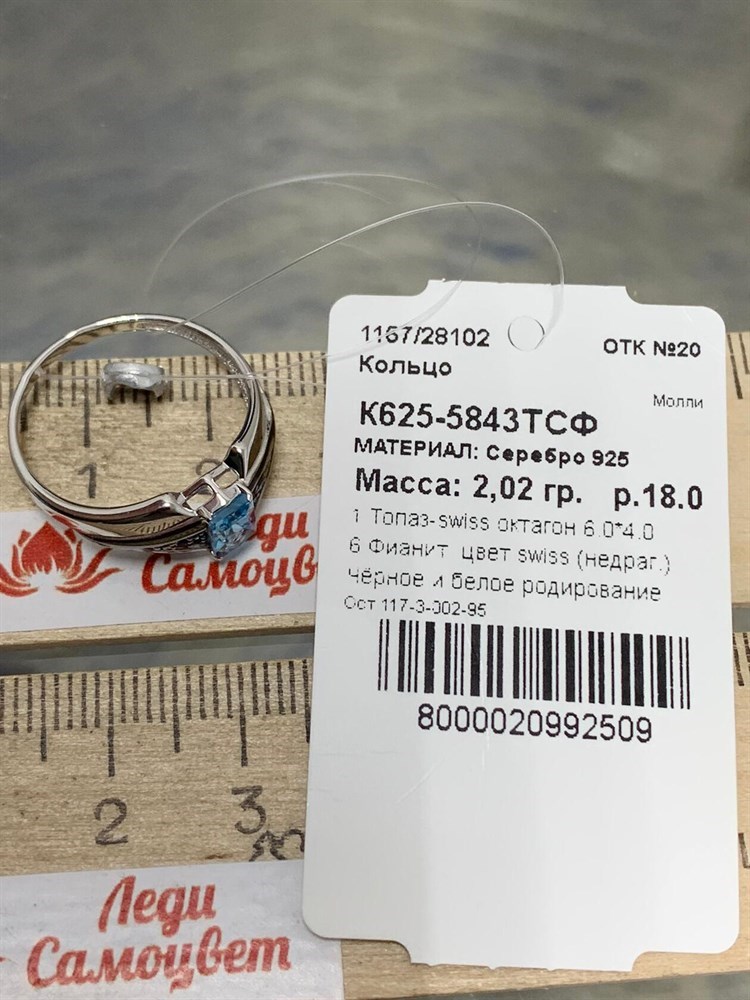 1157/28102
ОТК №20
Кольцо
Молли
К625-5843ТСФ
МАТЕРИАЛ: Серебро 925
Масса: 2,02 гр. р.18.0
1 Топаз-swiss октагон 6.0*4.0
6 Фианит цвет swiss (недраг.)
чёрное и белое родирование
Ост 117-3-002-95
8000020992509
1
Леди
Самоцв
2
3
Леди
Самоцвет